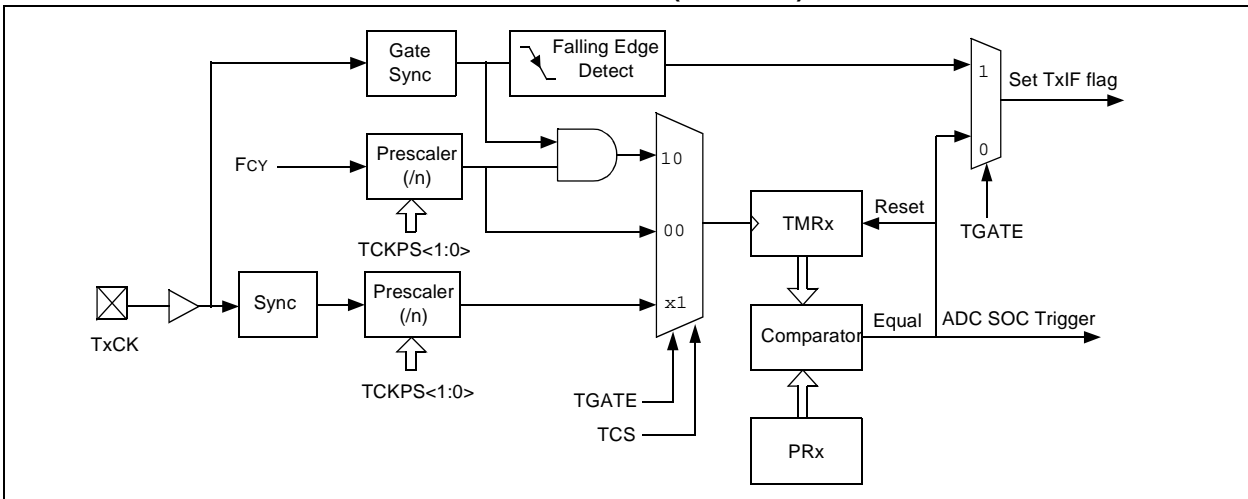 Gate
Sync
Falling Edge
Detect
1
Set TxIF flag
0
TGATE
FCY
Prescaler
(/n)
TCKPS<1:0>
10
00
x1
TMRx
Reset
TxCK
Sync
Prescaler
(/n)
TCKPS<1:0>
Comparator
Equal
ADC SOC Trigger
TGATE
TCS
PRx